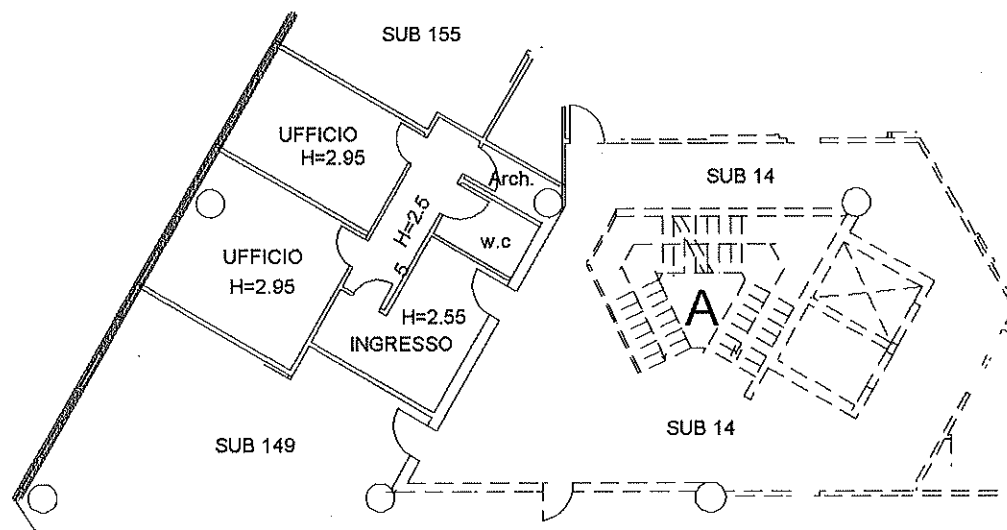 SUB 155
UFFICIO
H=2.95
Arch.
SUB 14
H=2.5
5
w.c
UFFICIO
H=2.95
A
H=2.55
INGRESSO
SUB 14
SUB 149